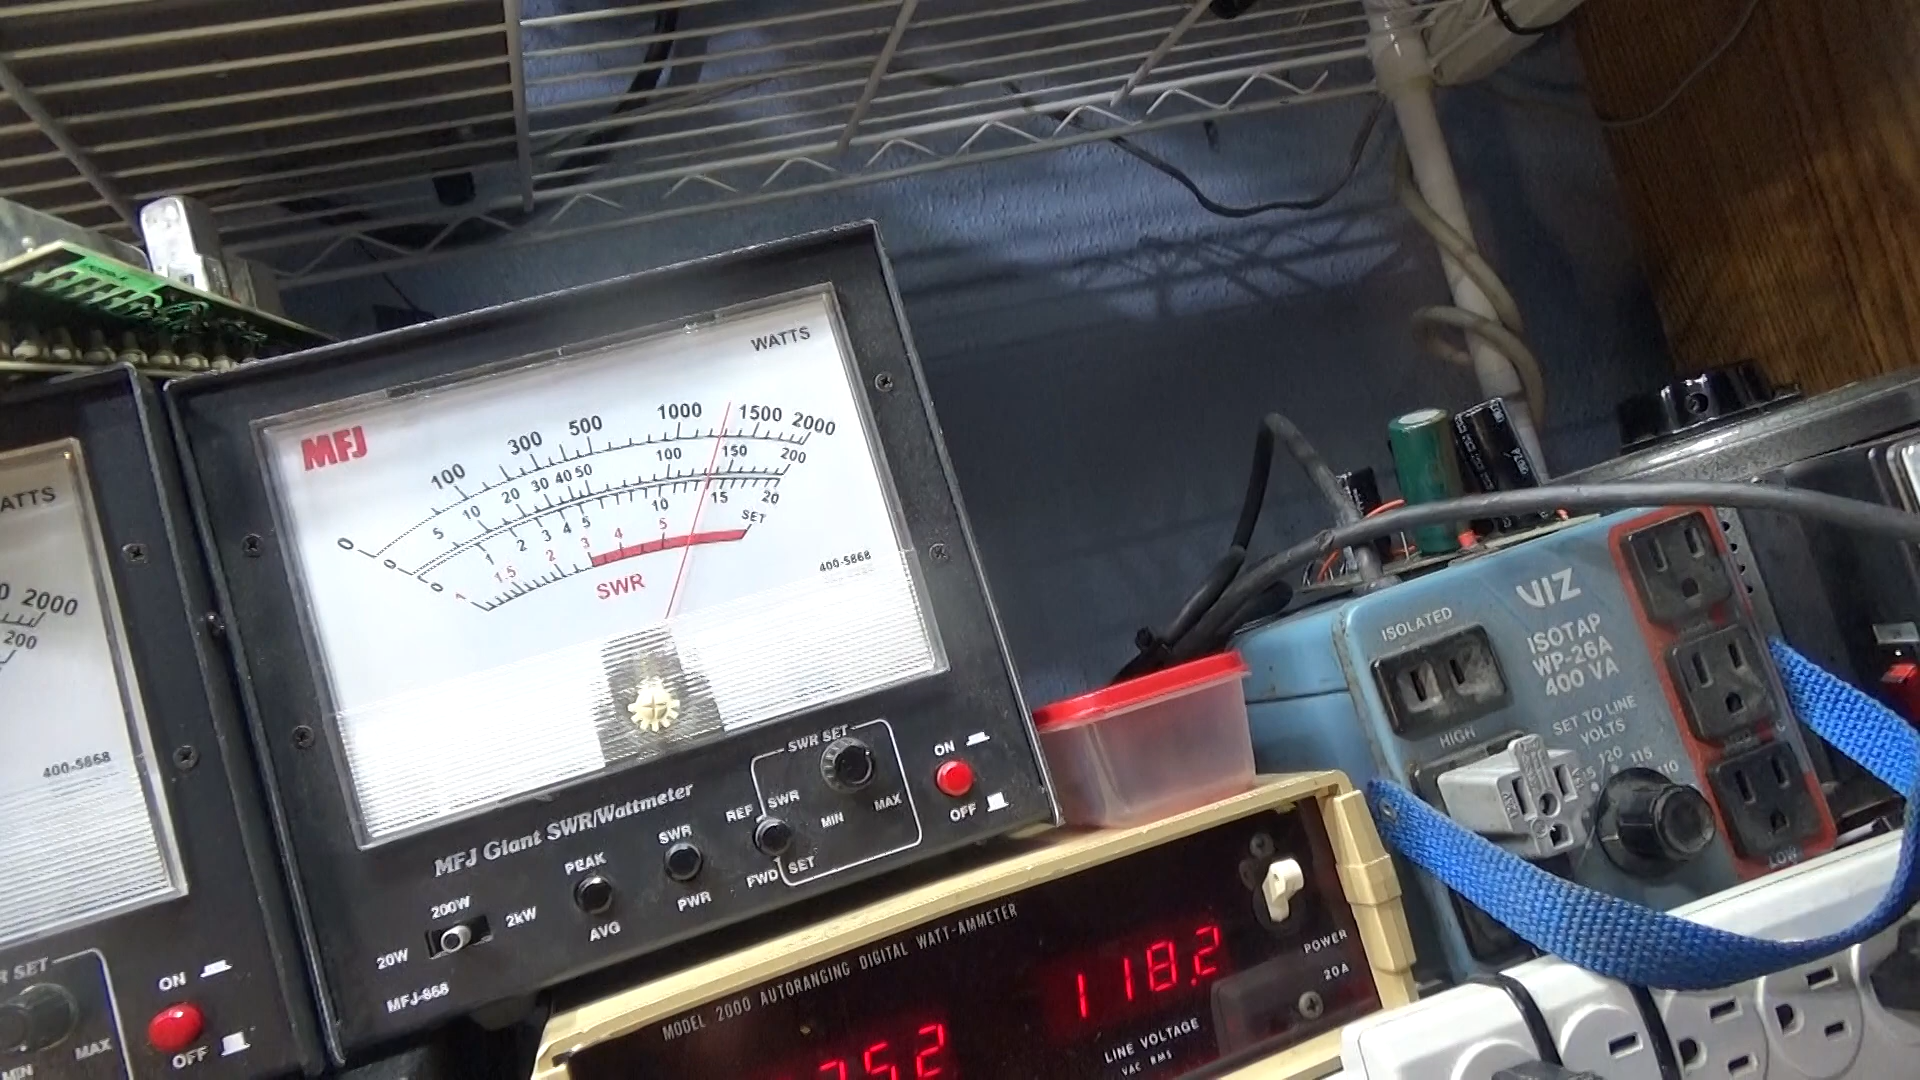 WATTS
MFJ
0 100 300 500 1000 1500 2000
0 5 10 20 30 40 50 100 150 200
0 1 2 3 4 5 10 15 20
1 1.5 2 3 4 5 SET
SWR
400-5868
MFJ Giant SWR/Wattmeter
20W 200W 2kW
PEAK
AVG
SWR
PWR
REF SWR
FWD SET
SWR SET
MIN MAX
ON
OFF
MFJ-868
ATTS
2000
200
400-5868
R SET
MIN MAX
ON
OFF
MODEL 2000 AUTORANGING DIGITAL WATT-AMMETER
752
118.2
LINE VOLTAGE
VAC RMS
POWER
20A
VIZ
ISOTAP
WP-26A
400 VA
ISOLATED
HIGH
SET TO LINE
VOLTS
120 115 110
LOW